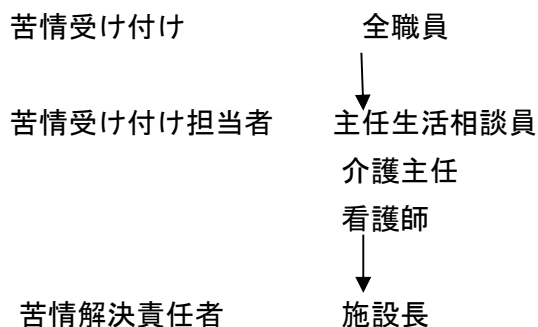 苦情受け付け 全職員
苦情受け付け担当者 主任生活相談員
介護主任
看護師
苦情解決責任者 施設長